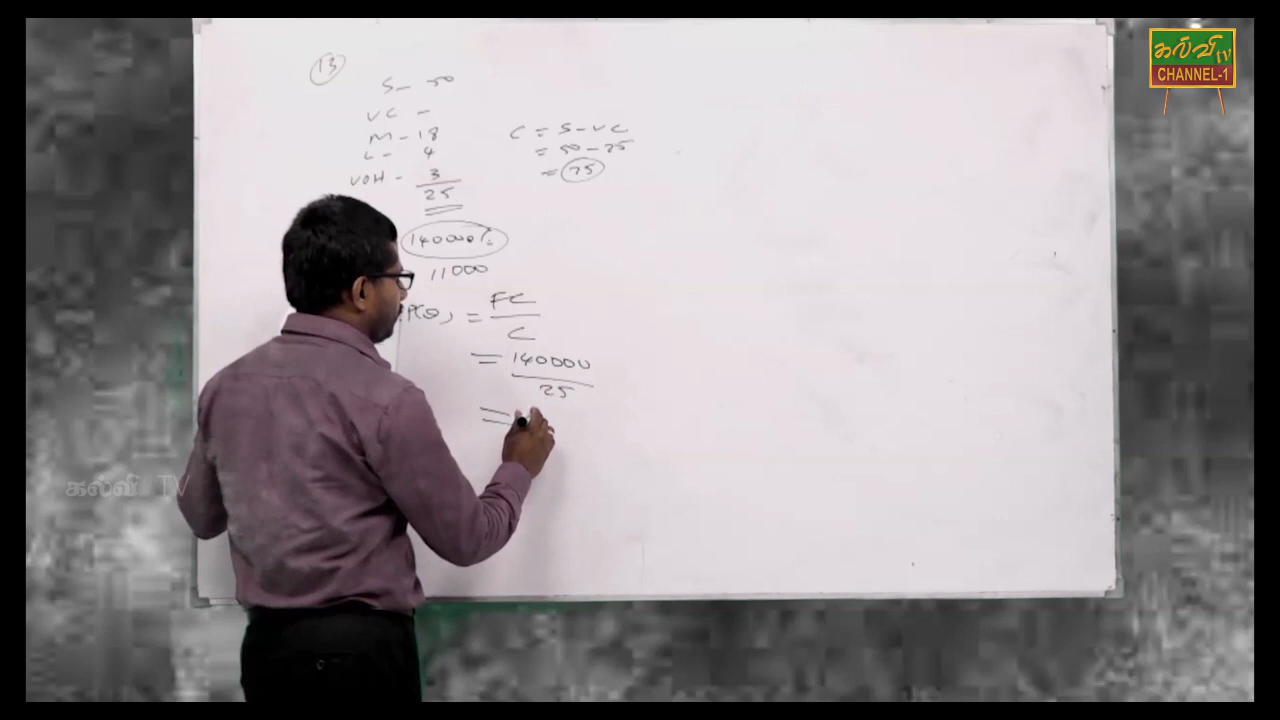 13
S - 50
VC -
M - 18
L - 4
VOH - 3
25
C = S - VC
= 50 - 25
= 25
140000
11000
= FC
C
= 140000
25
=
கல்வி TV
CHANNEL-1
கல்வி TV